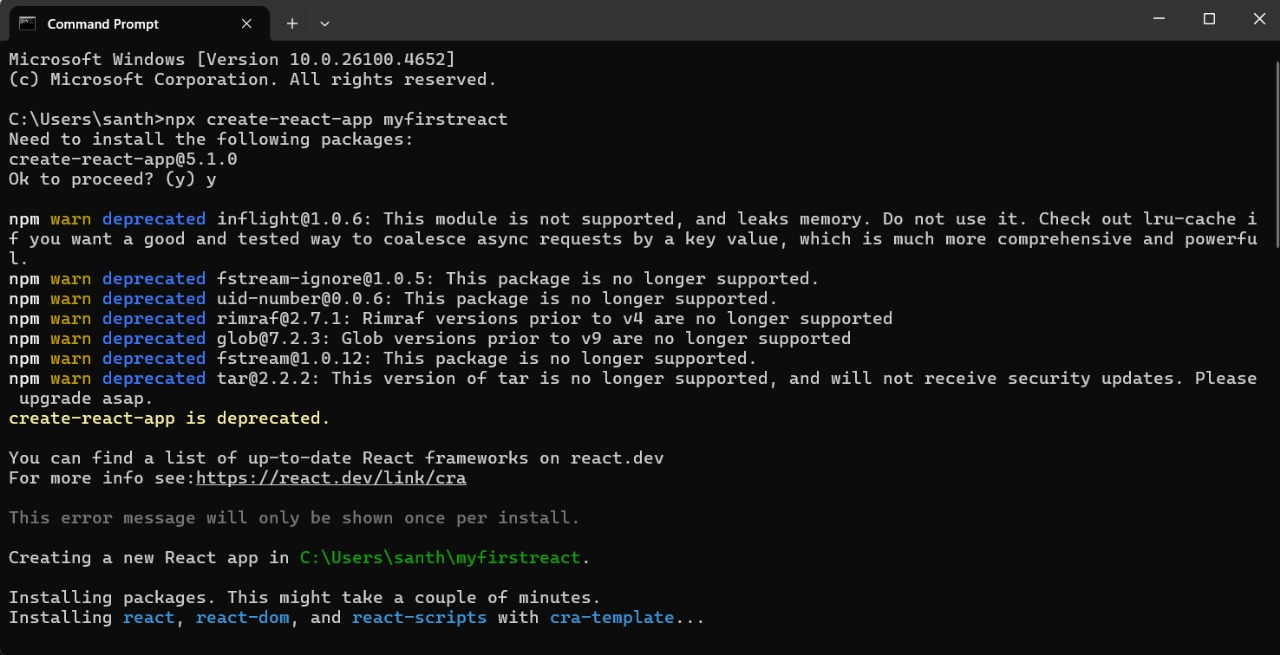 Command Prompt
Microsoft Windows [Version 10.0.26100.4652]
(c) Microsoft Corporation. All rights reserved.
C:\Users\santh>npx create-react-app myfirstreact
Need to install the following packages:
create-react-app@5.1.0
Ok to proceed? (y) y
npm warn deprecated inflight@1.0.6: This module is not supported, and leaks memory. Do not use it. Check out lru-cache i
f you want a good and tested way to coalesce async requests by a key value, which is much more comprehensive and powerfu
l.
npm warn deprecated fstream-ignore@1.0.5: This package is no longer supported.
npm warn deprecated uid-number@0.0.6: This package is no longer supported.
npm warn deprecated rimraf@2.7.1: Rimraf versions prior to v4 are no longer supported
npm warn deprecated glob@7.2.3: Glob versions prior to v9 are no longer supported
npm warn deprecated fstream@1.0.12: This package is no longer supported.
npm warn deprecated tar@2.2.2: This version of tar is no longer supported, and will not receive security updates. Please
 upgrade asap.
create-react-app is deprecated.
You can find a list of up-to-date React frameworks on react.dev
For more info see:https://react.dev/link/cra
This error message will only be shown once per install.
Creating a new React app in C:\Users\santh\myfirstreact.
Installing packages. This might take a couple of minutes.
Installing react, react-dom, and react-scripts with cra-template...